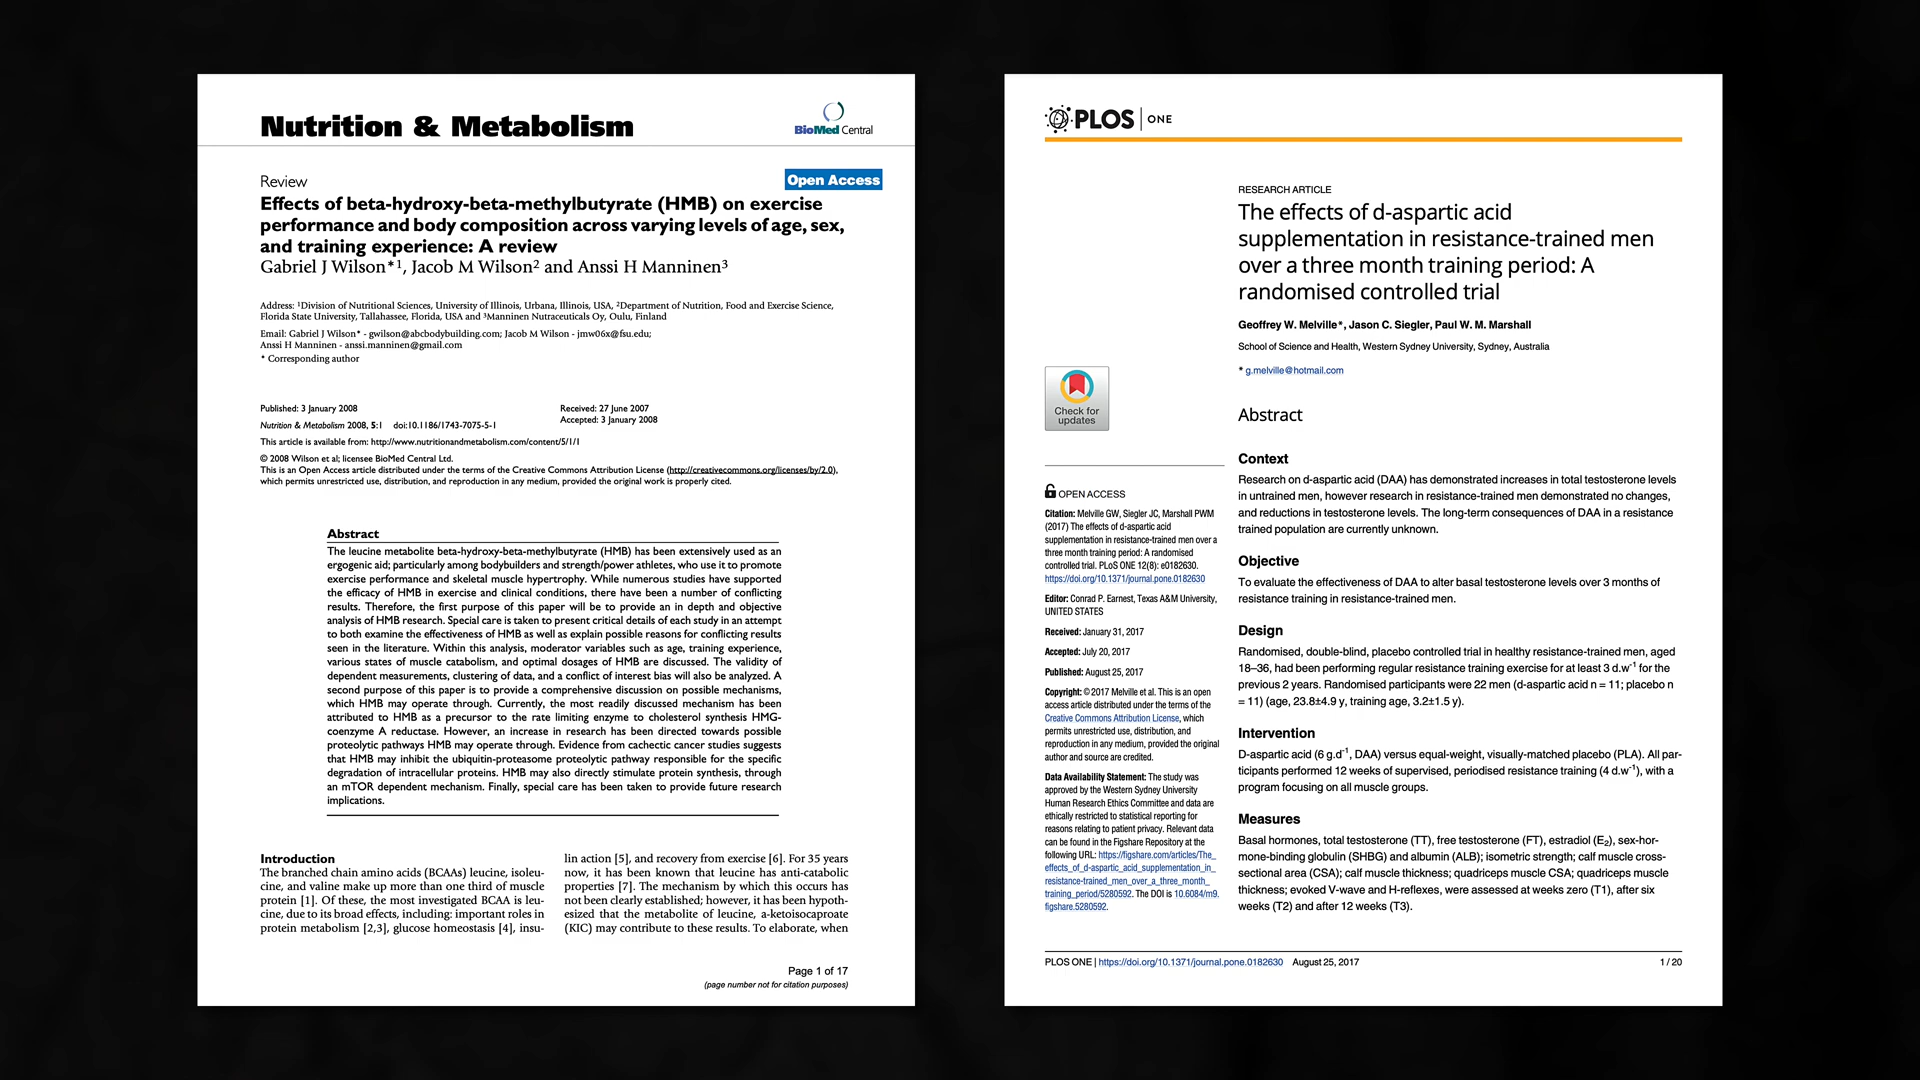 Nutrition & Metabolism
BioMed Central
Review
Open Access
Effects of beta-hydroxy-beta-methylbutyrate (HMB) on exercise
performance and body composition across varying levels of age, sex,
and training experience: A review
Gabriel J Wilson*1, Jacob M Wilson2 and Anssi H Manninen3
Address: 1Division of Nutritional Sciences, University of Illinois, Urbana, Illinois, USA, 2Department of Nutrition, Food and Exercise Science,
Florida State University, Tallahassee, Florida, USA and 3Manninen Nutraceuticals Oy, Oulu, Finland
Email: Gabriel J Wilson* - gwilson@abcbodybuilding.com; Jacob M Wilson - jmw06x@fsu.edu;
Anssi H Manninen - anssi.manninen@gmail.com
* Corresponding author
Published: 3 January 2008
Received: 27 June 2007
Accepted: 3 January 2008
Nutrition & Metabolism 2008, 5:1 doi:10.1186/1743-7075-5-1
This article is available from: http://www.nutritionandmetabolism.com/content/5/1/1
© 2008 Wilson et al; licensee BioMed Central Ltd.
This is an Open Access article distributed under the terms of the Creative Commons Attribution License (http://creativecommons.org/licenses/by/2.0),
which permits unrestricted use, distribution, and reproduction in any medium, provided the original work is properly cited.
Abstract
The leucine metabolite beta-hydroxy-beta-methylbutyrate (HMB) has been extensively used as an
ergogenic aid; particularly among bodybuilders and strength/power athletes, who use it to promote
exercise performance and skeletal muscle hypertrophy. While numerous studies have supported
the efficacy of HMB in exercise and clinical conditions, there have been a number of conflicting
results. Therefore, the first purpose of this paper will be to provide an in depth and objective
analysis of HMB research. Special care is taken to present critical details of each study in an attempt
to both examine the effectiveness of HMB as well as explain possible reasons for conflicting results
seen in the literature. Within this analysis, moderator variables such as age, training experience,
various states of muscle catabolism, and optimal dosages of HMB are discussed. The validity of
dependent measurements, clustering of data, and a conflict of interest bias will also be analyzed. A
second purpose of this paper is to provide a comprehensive discussion on possible mechanisms,
which HMB may operate through. Currently, the most readily discussed mechanism has been
attributed to HMB as a precursor to the rate limiting enzyme to cholesterol synthesis HMG-
coenzyme A reductase. However, an increase in research has been directed towards possible
proteolytic pathways HMB may operate through. Evidence from cachectic cancer studies suggests
that HMB may inhibit the ubiquitin-proteasome proteolytic pathway responsible for the specific
degradation of intracellular proteins. HMB may also directly stimulate protein synthesis, through
an mTOR dependent mechanism. Finally, special care has been taken to provide future research
implications.
Introduction
The branched chain amino acids (BCAAs) leucine, isoleu-
cine, and valine make up more than one third of muscle
protein [1]. Of these, the most investigated BCAA is leu-
cine, due to its broad effects, including: important roles in
protein metabolism [2,3], glucose homeostasis [4], insu-
lin action [5], and recovery from exercise [6]. For 35 years
now, it has been known that leucine has anti-catabolic
properties [7]. The mechanism by which this occurs has
not been clearly established; however, it has been hypoth-
esized that the metabolite of leucine, a-ketoisocaproate
(KIC) may contribute to these results. To elaborate, when
Page 1 of 17
(page number not for citation purposes)
PLOS ONE
RESEARCH ARTICLE
The effects of d-aspartic acid
supplementation in resistance-trained men
over a three month training period: A
randomised controlled trial
Geoffrey W. Melville*, Jason C. Siegler, Paul W. M. Marshall
School of Science and Health, Western Sydney University, Sydney, Australia
* g.melville@hotmail.com
Check for
updates
OPEN ACCESS
Citation: Melville GW, Siegler JC, Marshall PWM
(2017) The effects of d-aspartic acid
supplementation in resistance-trained men over a
three month training period: A randomised
controlled trial. PLoS ONE 12(8): e0182630.
https://doi.org/10.1371/journal.pone.0182630
Editor: Conrad P. Earnest, Texas A&M University,
UNITED STATES
Received: January 31, 2017
Accepted: July 20, 2017
Published: August 25, 2017
Copyright: © 2017 Melville et al. This is an open
access article distributed under the terms of the
Creative Commons Attribution License, which
permits unrestricted use, distribution, and
reproduction in any medium, provided the original
author and source are credited.
Data Availability Statement: The study was
approved by the Western Sydney University
Human Research Ethics Committee and data are
ethically restricted to statistical reporting for
reasons relating to patient privacy. Relevant data
can be found in the Figshare Repository at the
following URL: https://figshare.com/articles/The_
effects_of_d-aspartic_acid_supplementation_in_
resistance-trained_men_over_a_three_month_
training_period/5280592. The DOI is 10.6084/m9.
figshare.5280592.
Abstract
Context
Research on d-aspartic acid (DAA) has demonstrated increases in total testosterone levels
in untrained men, however research in resistance-trained men demonstrated no changes,
and reductions in testosterone levels. The long-term consequences of DAA in a resistance
trained population are currently unknown.
Objective
To evaluate the effectiveness of DAA to alter basal testosterone levels over 3 months of
resistance training in resistance-trained men.
Design
Randomised, double-blind, placebo controlled trial in healthy resistance-trained men, aged
18–36, had been performing regular resistance training exercise for at least 3 d.w-1 for the
previous 2 years. Randomised participants were 22 men (d-aspartic acid n = 11; placebo n
= 11) (age, 23.8±4.9 y, training age, 3.2±1.5 y).
Intervention
D-aspartic acid (6 g.d-1, DAA) versus equal-weight, visually-matched placebo (PLA). All par-
ticipants performed 12 weeks of supervised, periodised resistance training (4 d.w-1), with a
program focusing on all muscle groups.
Measures
Basal hormones, total testosterone (TT), free testosterone (FT), estradiol (E2), sex-hor-
mone-binding globulin (SHBG) and albumin (ALB); isometric strength; calf muscle cross-
sectional area (CSA); calf muscle thickness; quadriceps muscle CSA; quadriceps muscle
thickness; evoked V-wave and H-reflexes, were assessed at weeks zero (T1), after six
weeks (T2) and after 12 weeks (T3).
PLOS ONE | https://doi.org/10.1371/journal.pone.0182630 August 25, 2017
1 / 20